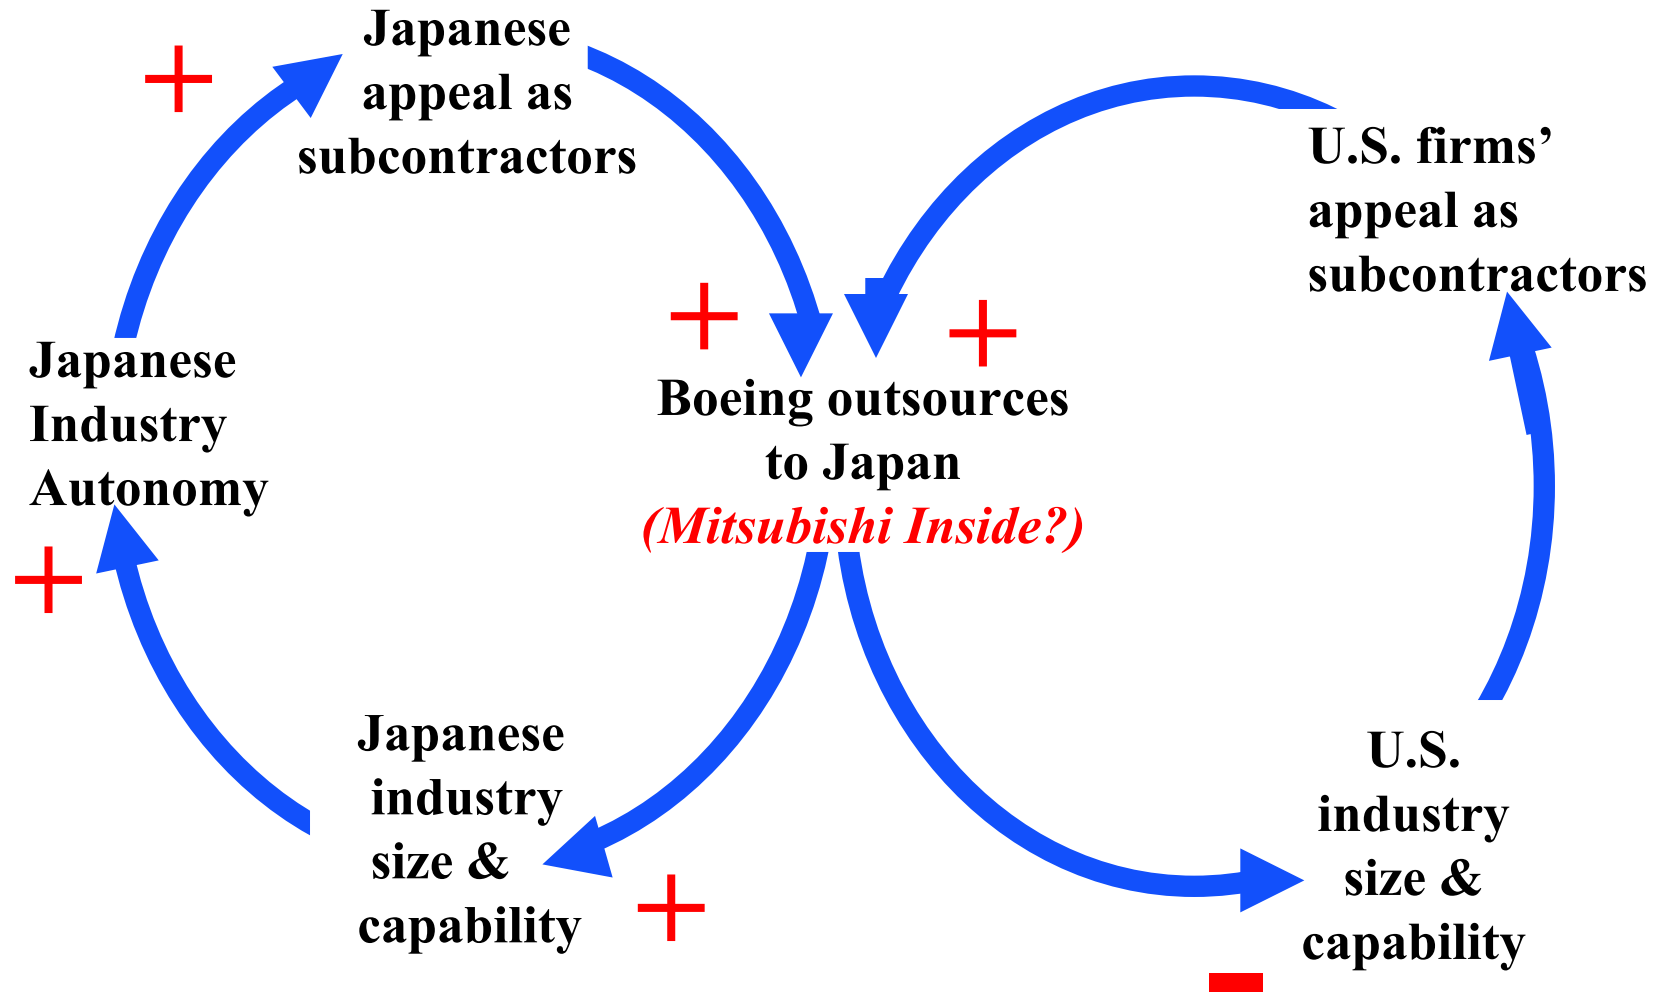 Japanese
appeal as
subcontractors
+
U.S. firms’
appeal as
subcontractors
+
+
Japanese
Industry
Autonomy
+
Boeing outsources
to Japan
(Mitsubishi Inside?)
Japanese
industry
size &
capability
+
U.S.
industry
size &
capability
-